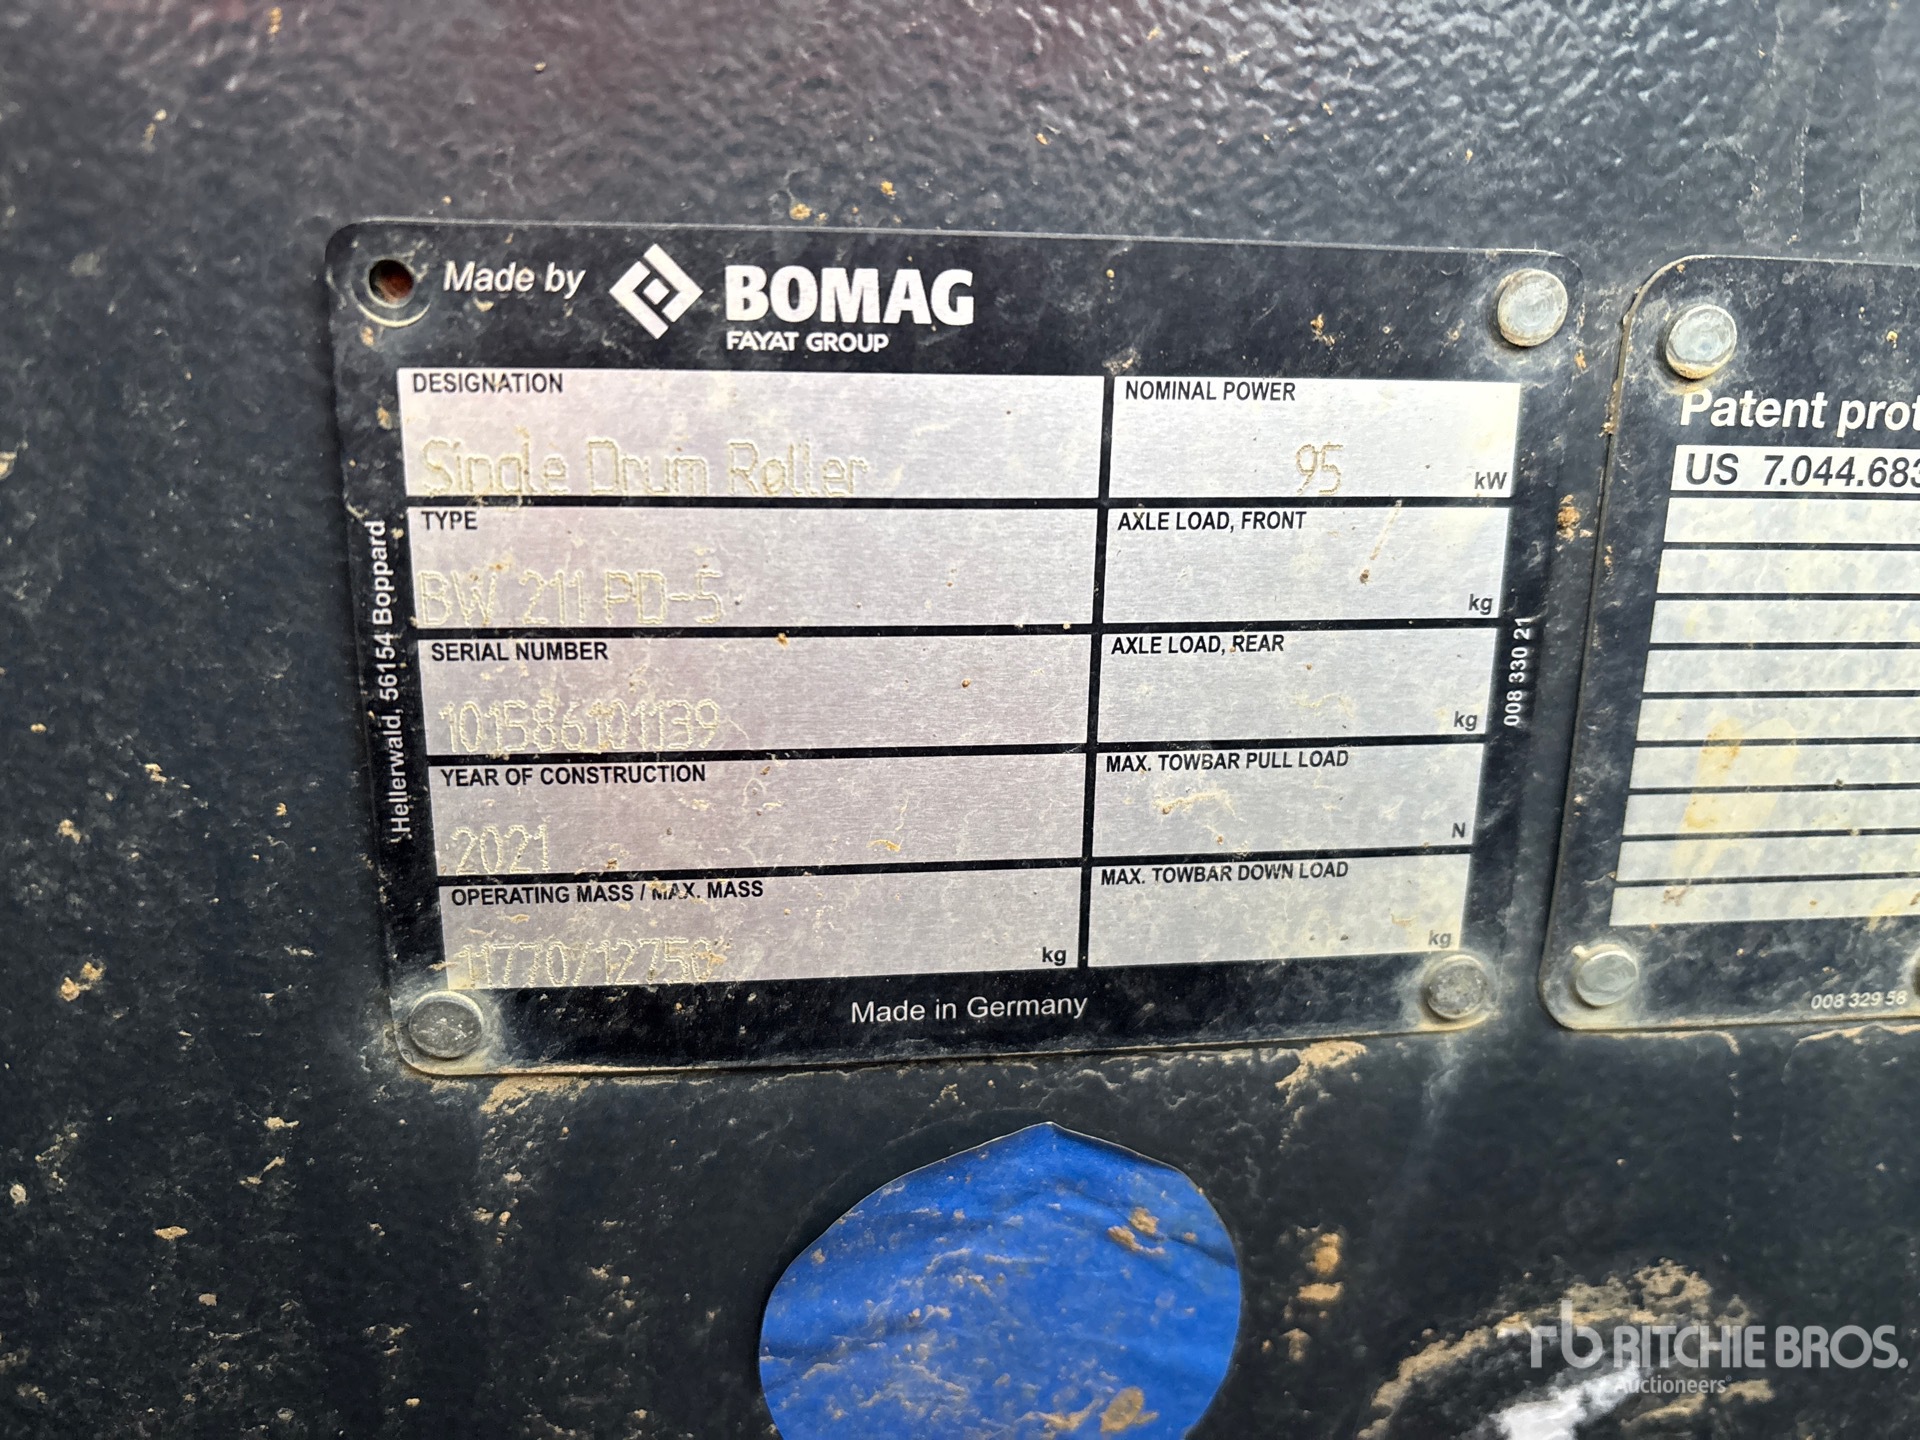 Made by BOMAG
FAYAT GROUP
DESIGNATION
Single Drum Roller
NOMINAL POWER
95 kW
TYPE
BW 211 PD-5
AXLE LOAD, FRONT
kg
SERIAL NUMBER
101586101139
AXLE LOAD, REAR
kg
YEAR OF CONSTRUCTION
2021
MAX. TOWBAR PULL LOAD
N
OPERATING MASS / MAX. MASS
11770/12750 kg
MAX. TOWBAR DOWN LOAD
kg
Made in Germany
Hellerwald, 56154 Boppard
008 330 21
Patent prot
US 7.044.683
008 329 58
rb RITCHIE BROS.
Auctioneers